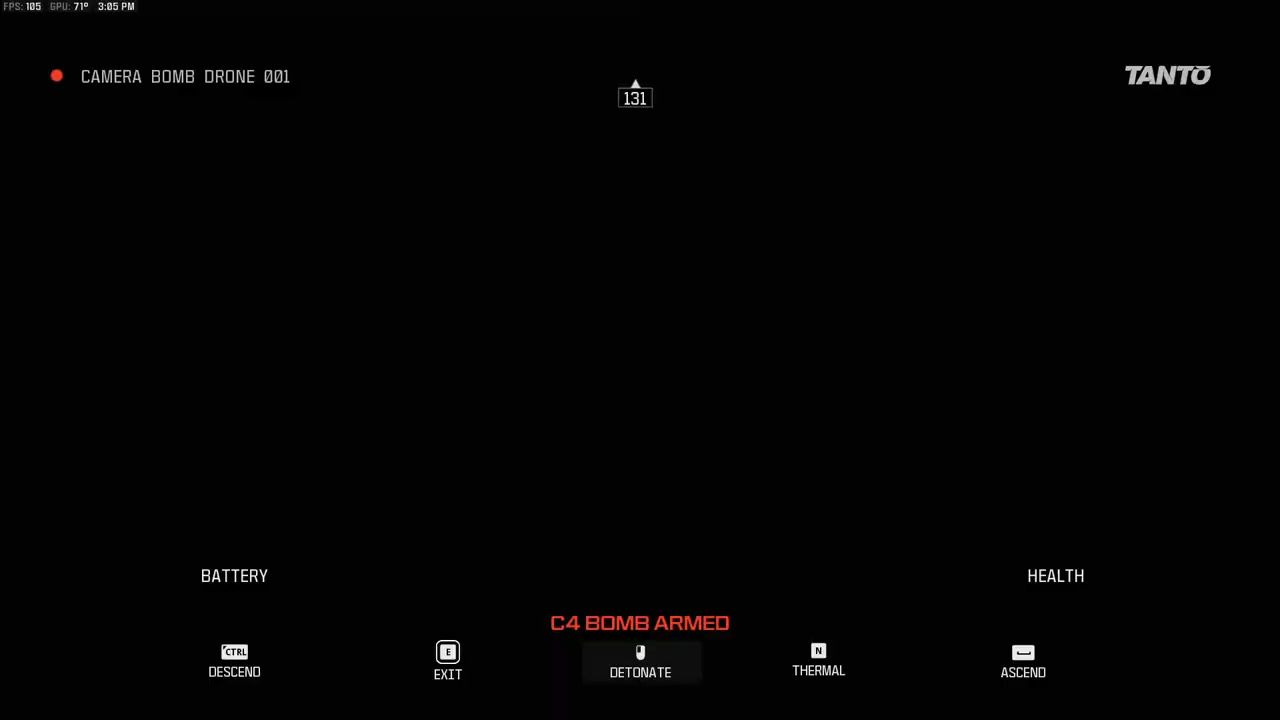 FPS: 105 GPU: 71° 3:05 PM
CAMERA BOMB DRONE 001
131
TANTO
BATTERY
HEALTH
C4 BOMB ARMED
CTRL
DESCEND
E
EXIT
DETONATE
N
THERMAL
ASCEND